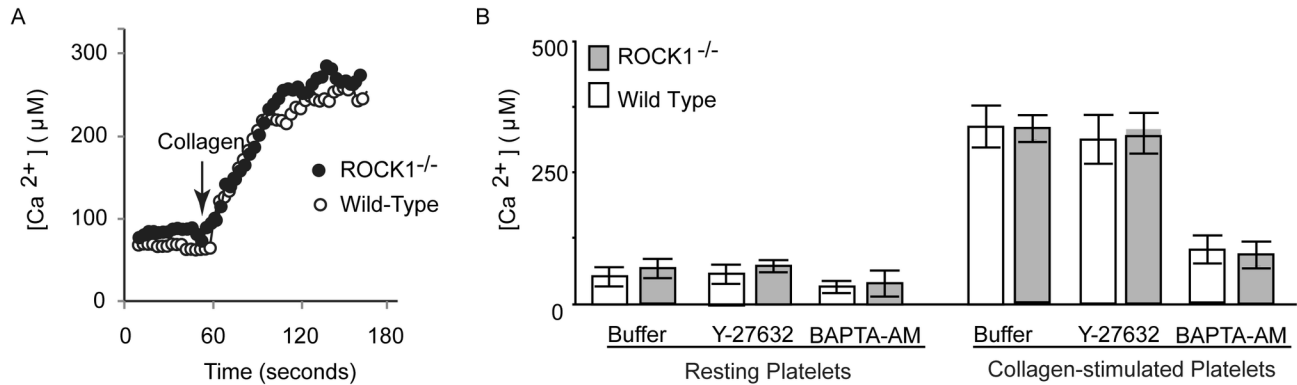 A
[Ca 2+] ( µM)
300
200
100
0
Collagen
ROCK1-/-
Wild-Type
0 60 120 180
Time (seconds)
B
[Ca 2+] ( µM)
500
250
0
ROCK1-/-
Wild Type
Buffer Y-27632 BAPTA-AM Buffer Y-27632 BAPTA-AM
Resting Platelets Collagen-stimulated Platelets